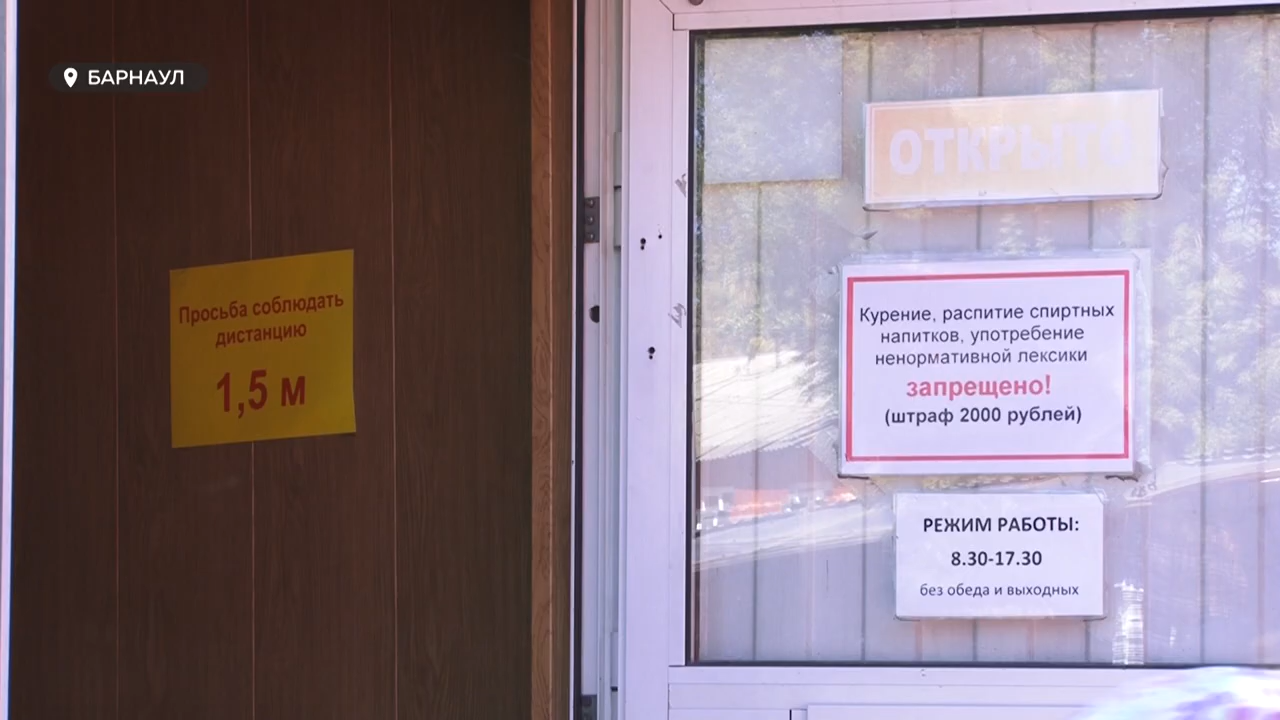 БАРНАУЛ
Просьба соблюдать
дистанцию
1,5 м
ОТКРЫТО
Курение, распитие спиртных
напитков, употребение
ненормативной лексики
запрещено!
(штраф 2000 рублей)
РЕЖИМ РАБОТЫ:
8.30-17.30
без обеда и выходных